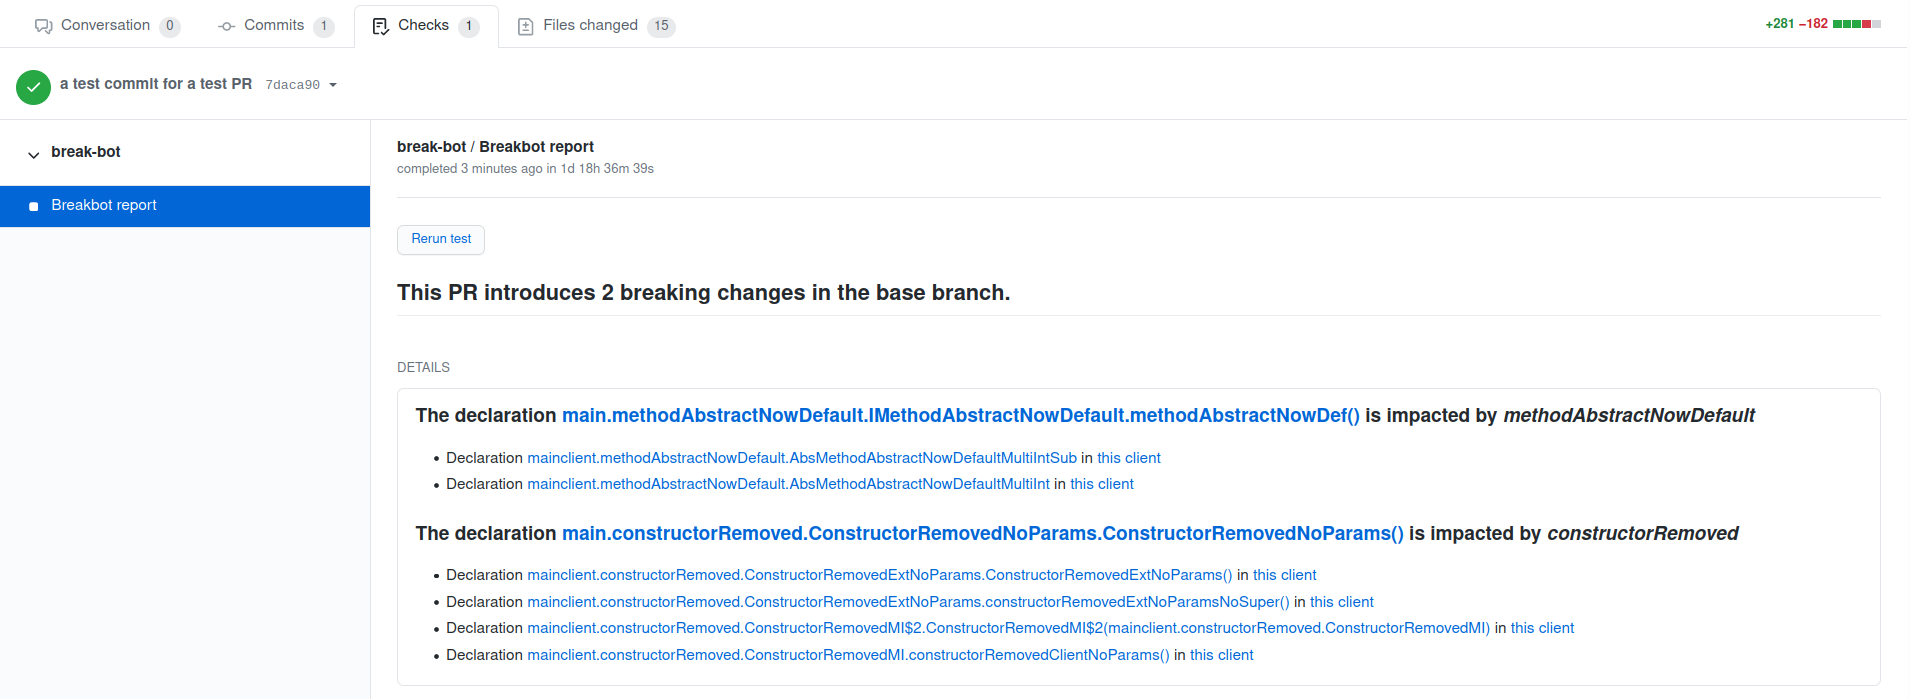 Conversation 0 Commits 1 Checks 1 Files changed 15 +281 −182
a test commit for a test PR 7daca90
break-bot
Breakbot report
break-bot / Breakbot report
completed 3 minutes ago in 1d 18h 36m 39s
Rerun test
This PR introduces 2 breaking changes in the base branch.
DETAILS
The declaration main.methodAbstractNowDefault.IMethodAbstractNowDefault.methodAbstractNowDef() is impacted by methodAbstractNowDefault
• Declaration mainclient.methodAbstractNowDefault.AbsMethodAbstractNowDefaultMultiIntSub in this client
• Declaration mainclient.methodAbstractNowDefault.AbsMethodAbstractNowDefaultMultiInt in this client
The declaration main.constructorRemoved.ConstructorRemovedNoParams.ConstructorRemovedNoParams() is impacted by constructorRemoved
• Declaration mainclient.constructorRemoved.ConstructorRemovedExtNoParams.ConstructorRemovedExtNoParams() in this client
• Declaration mainclient.constructorRemoved.ConstructorRemovedExtNoParams.constructorRemovedExtNoParamsNoSuper() in this client
• Declaration mainclient.constructorRemoved.ConstructorRemovedMI$2.ConstructorRemovedMI$2(mainclient.constructorRemoved.ConstructorRemovedMI) in this client
• Declaration mainclient.constructorRemoved.ConstructorRemovedMI.constructorRemovedClientNoParams() in this client